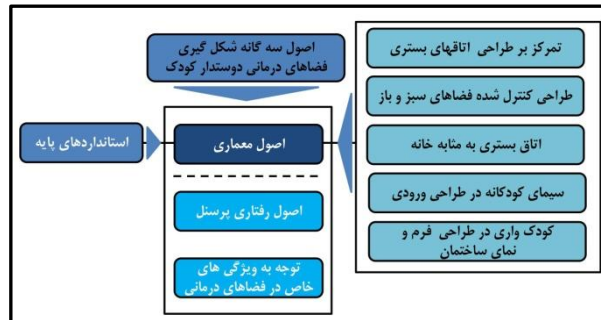 اصول سه گانه شکل گیری
فضاهای درمانی دوستدار کودک
تمرکز بر طراحی اتاقهای بستری
طراحی کنترل شده فضاهای سبز و باز
اتاق بستری به مثابه خانه
سیمای کودکانه در طراحی ورودی
کودک واری در طراحی فرم و
نمای ساختمان
اصول معماری
اصول رفتاری پرسنل
توجه به ویژگی های
خاص در فضاهای درمانی
استانداردهای پایه